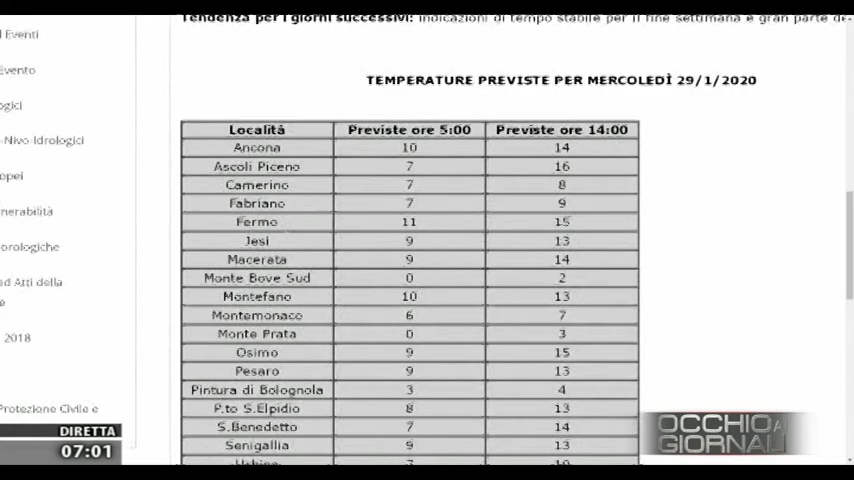 Tendenza per i giorni successivi: Indicazioni di tempo stabile per il fine settimana e gran parte de
i Eventi
Evento
ogici
-Nivo-Idrologici
opei
nerabilità
orologiche
ed Atti della
e
2018
Protezione Civile e
TEMPERATURE PREVISTE PER MERCOLEDÌ 29/1/2020
Località Previste ore 5:00 Previste ore 14:00
Ancona 10 14
Ascoli Piceno 7 16
Camerino 7 8
Fabriano 7 9
Fermo 11 15
Jesi 9 13
Macerata 9 14
Monte Bove Sud 0 2
Montefano 10 13
Montemonaco 6 7
Monte Prata 0 3
Osimo 9 15
Pesaro 9 13
Pintura di Bolognola 3 4
P.to S.Elpidio 8 13
S.Benedetto 7 14
Senigallia 9 13
Urbino 7 10
DIRETTA
07:01
OCCHIO AI
GIORNALI